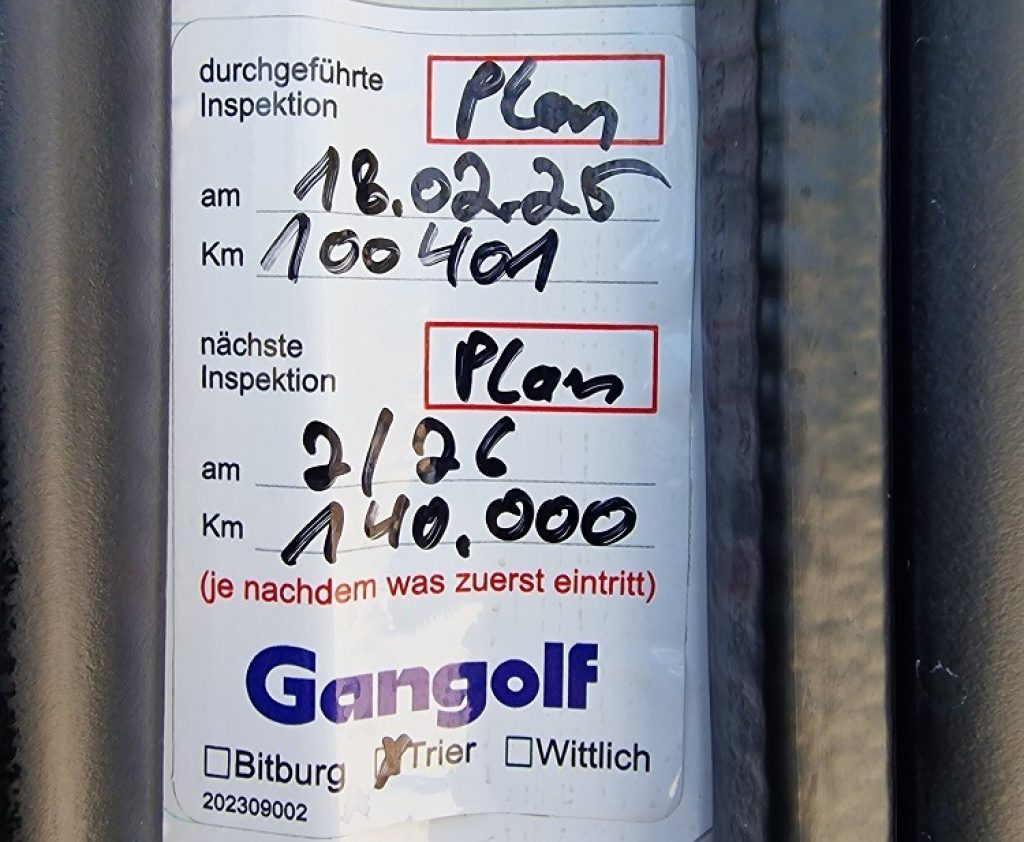 durchgeführte
Inspektion Plan
am 18.02.25
Km 100401
nächste
Inspektion Plan
am 2/26
Km 140.000
(je nachdem was zuerst eintritt)
Gangolf
☐Bitburg ☒Trier ☐Wittlich
202309002